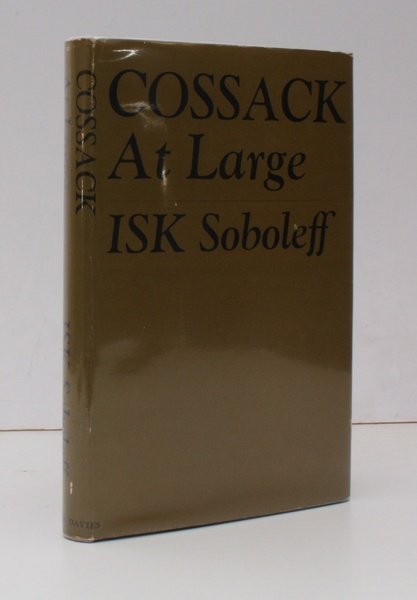 COSSACK
At Large
ISK Soboleff
COSSACK
DAVIES